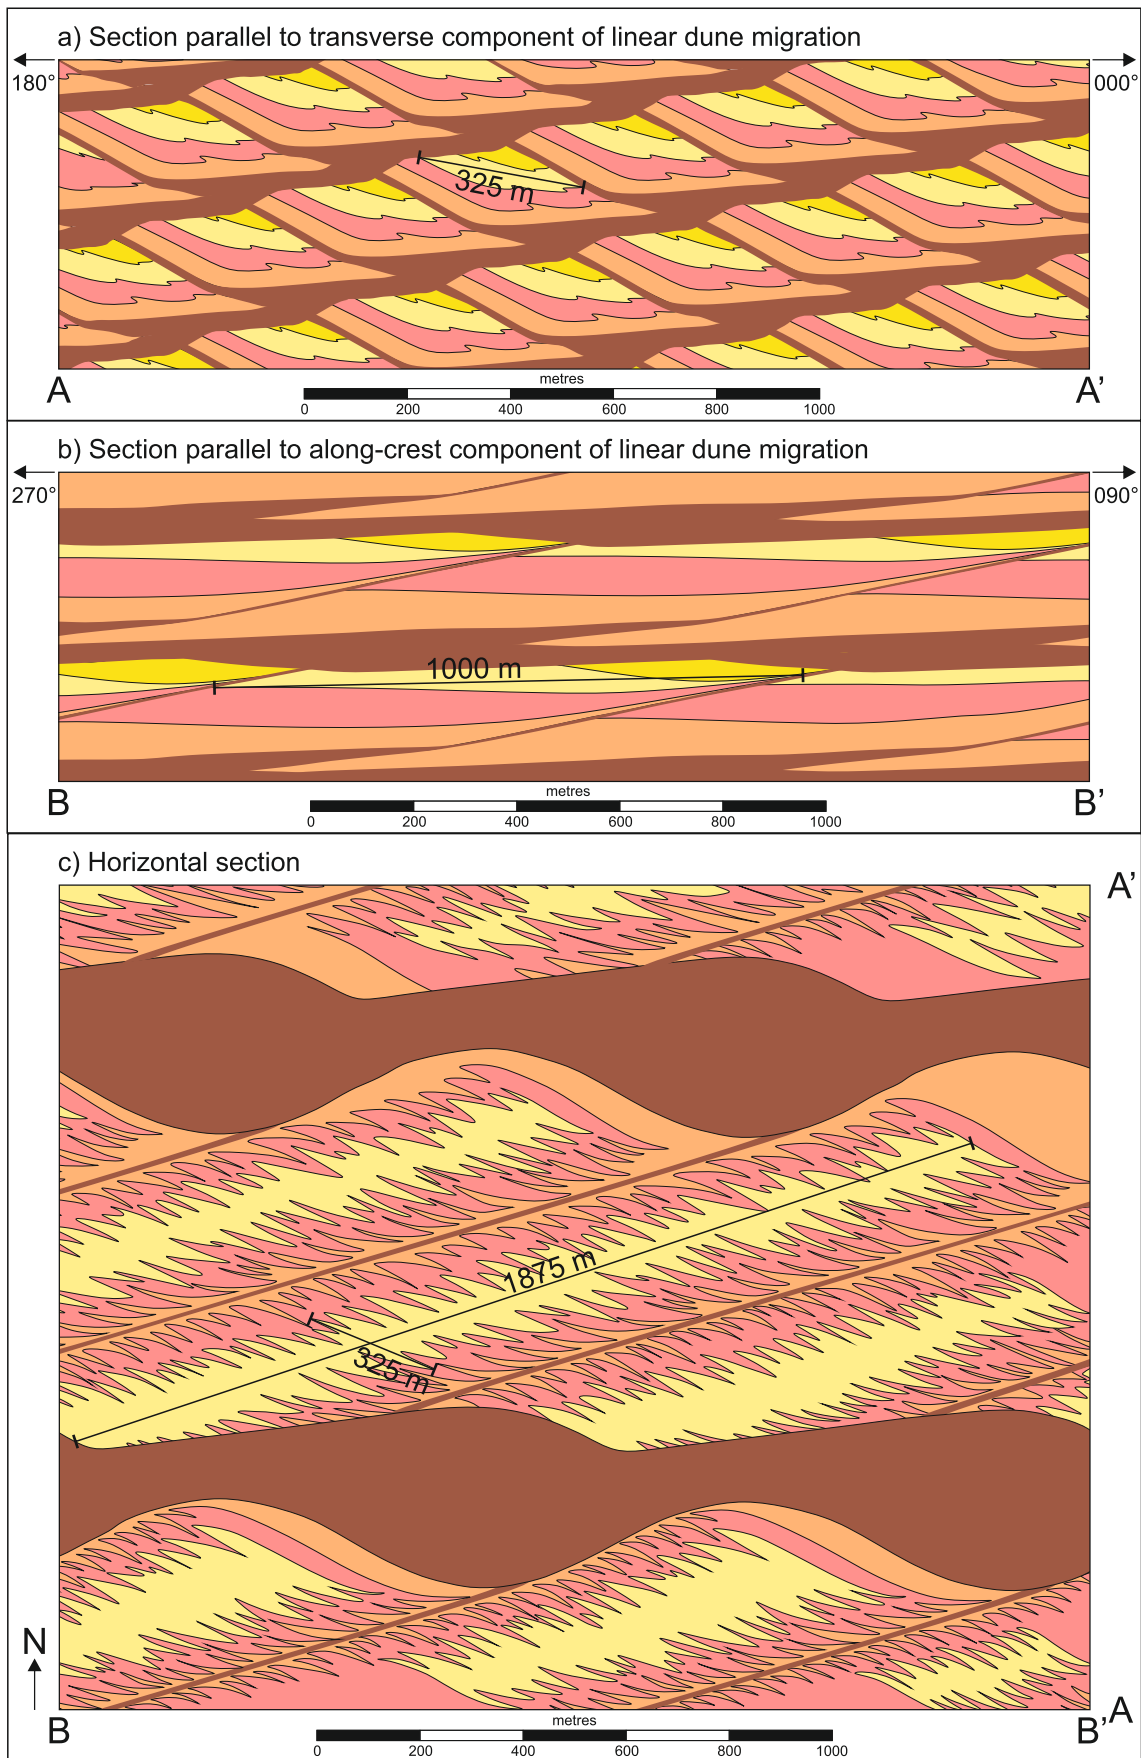 a) Section parallel to transverse component of linear dune migration
180°
000°
325 m
A
A'
metres
0 200 400 600 800 1000
b) Section parallel to along-crest component of linear dune migration
270°
090°
1000 m
B
B'
metres
0 200 400 600 800 1000
c) Horizontal section
A'
1875 m
325 m
N
B
B'
A
metres
0 200 400 600 800 1000